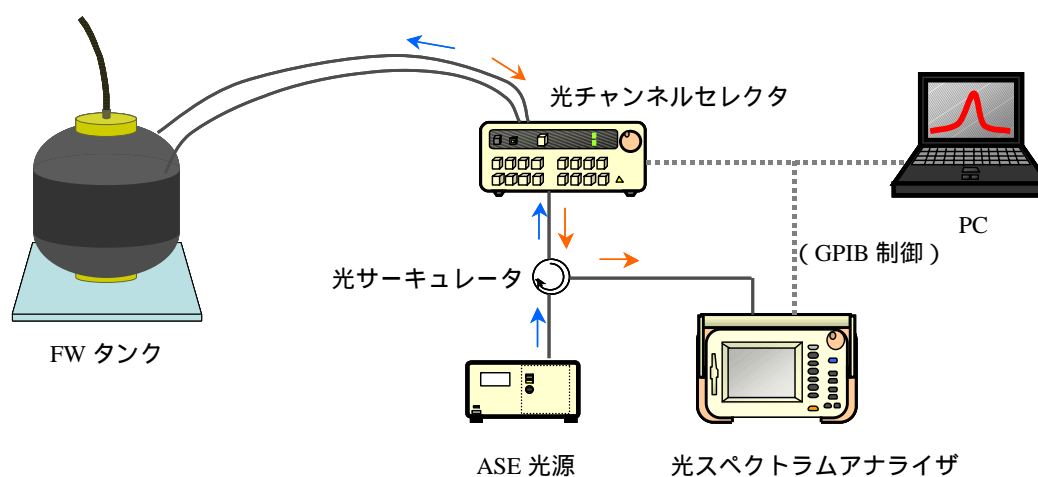 光チャンネルセレクタ
PC
(GPIB 制御)
光サーキュレータ
FW タンク
ASE 光源
光スペクトラムアナライザ